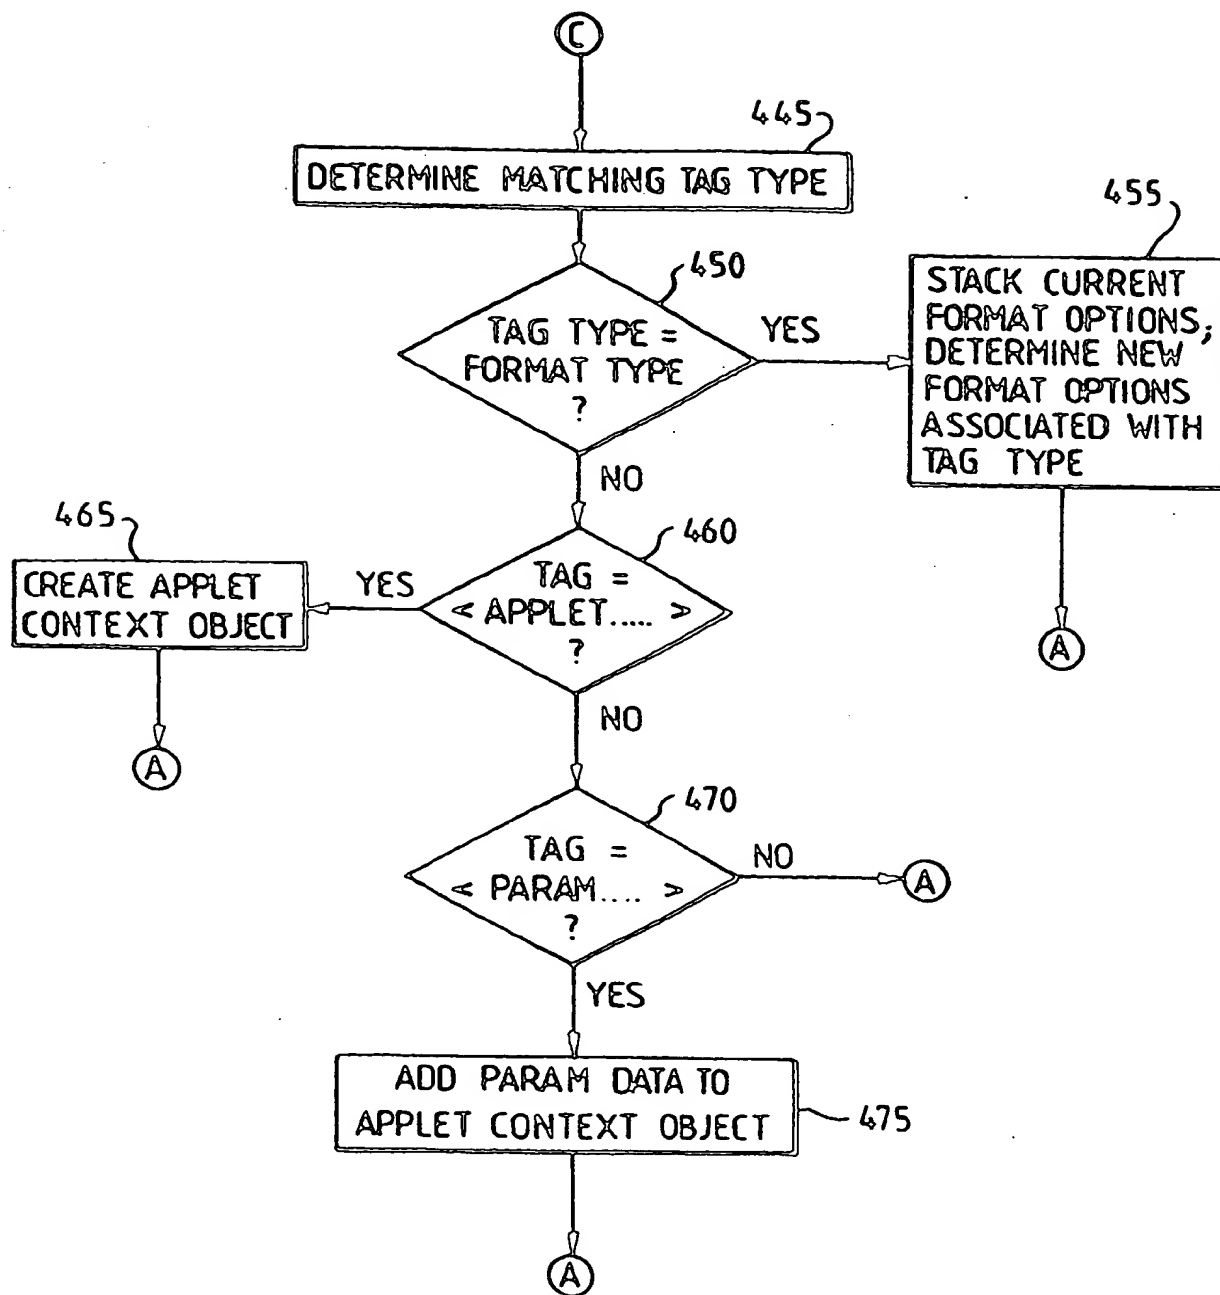 C
445
DETERMINE MATCHING TAG TYPE
450
TAG TYPE =
FORMAT TYPE
?
YES
455
STACK CURRENT
FORMAT OPTIONS;
DETERMINE NEW
FORMAT OPTIONS
ASSOCIATED WITH
TAG TYPE
A
NO
460
TAG =
< APPLET..... >
?
YES
465
CREATE APPLET
CONTEXT OBJECT
A
NO
470
TAG =
< PARAM.... >
?
NO
A
YES
ADD PARAM DATA TO
APPLET CONTEXT OBJECT
475
A